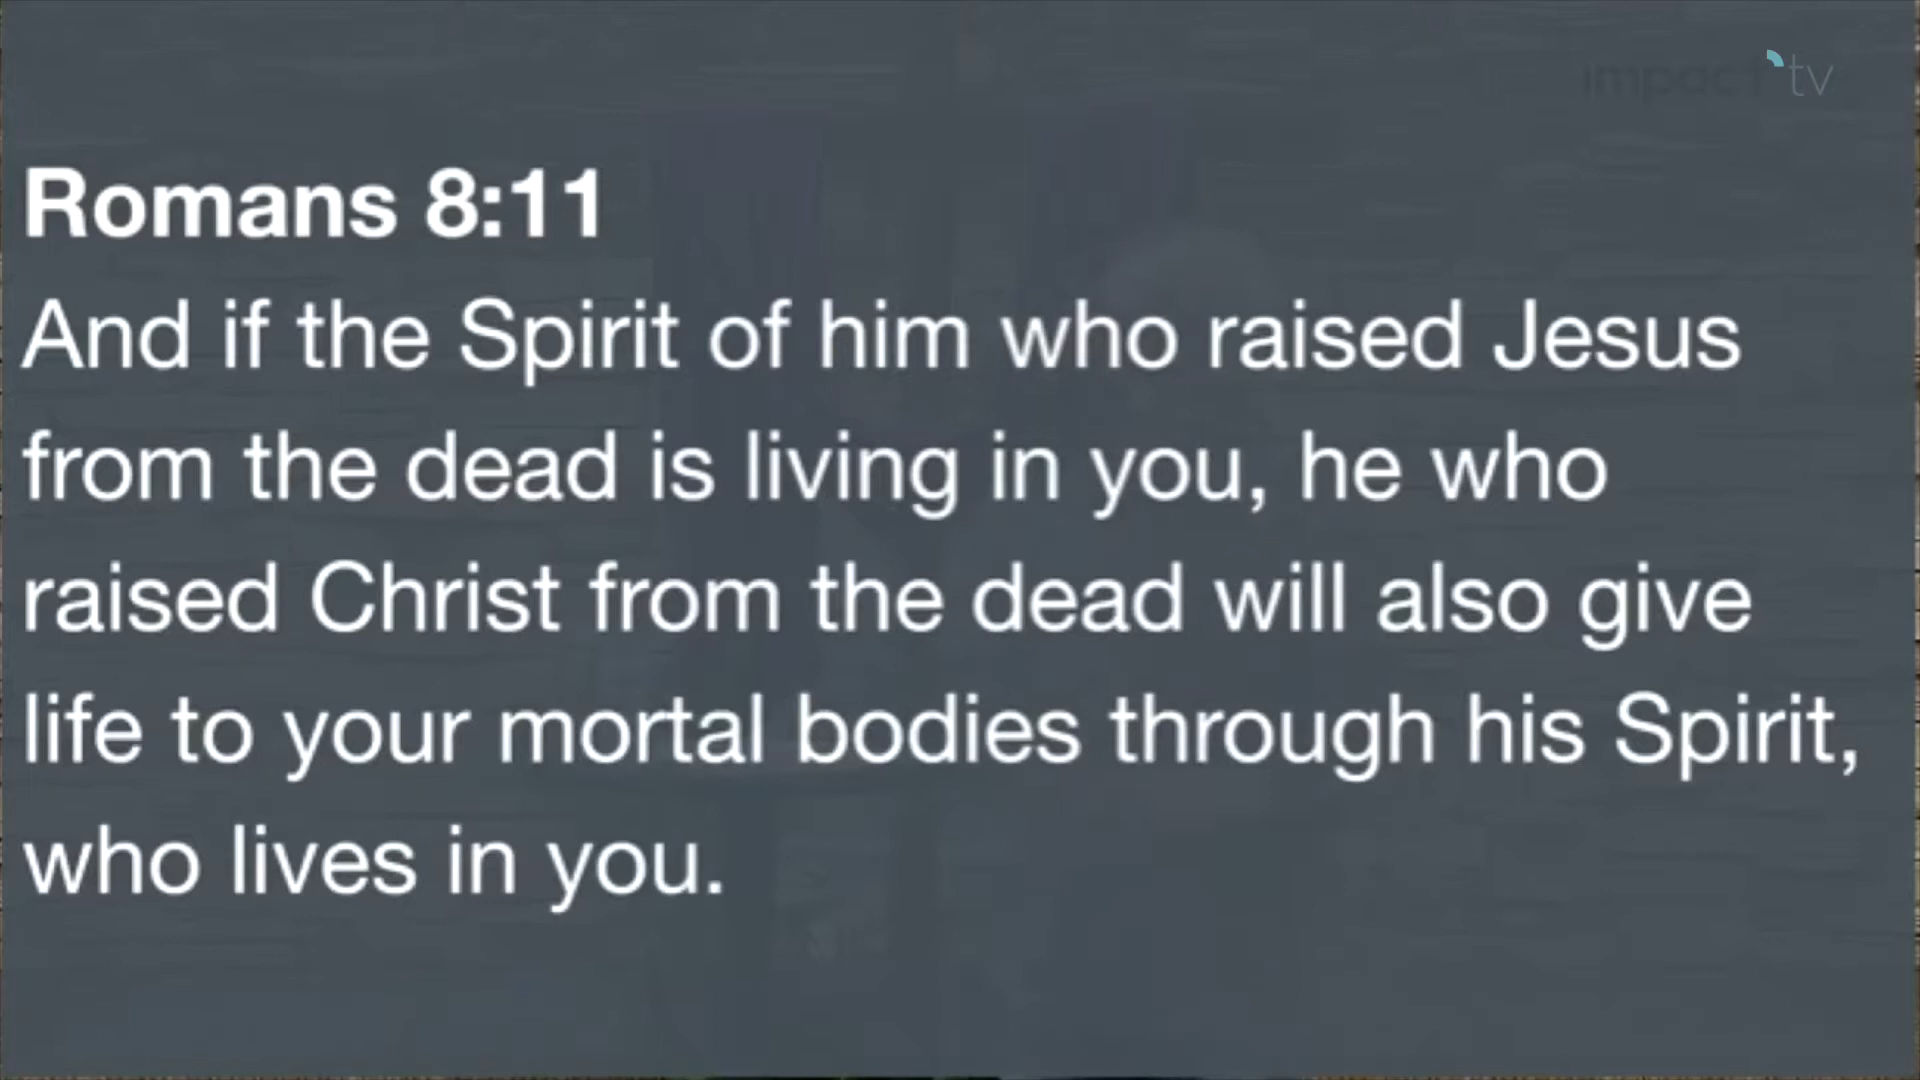 impact tv
Romans 8:11
And if the Spirit of him who raised Jesus
from the dead is living in you, he who
raised Christ from the dead will also give
life to your mortal bodies through his Spirit,
who lives in you.